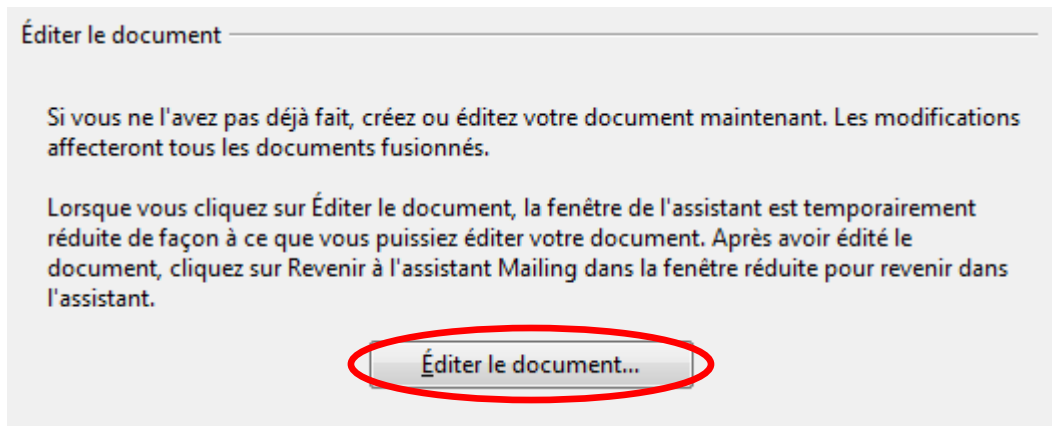 Éditer le document
Si vous ne l'avez pas déjà fait, créez ou éditez votre document maintenant. Les modifications
affecteront tous les documents fusionnés.
Lorsque vous cliquez sur Éditer le document, la fenêtre de l'assistant est temporairement
réduite de façon à ce que vous puissiez éditer votre document. Après avoir édité le
document, cliquez sur Revenir à l'assistant Mailing dans la fenêtre réduite pour revenir dans
l'assistant.
Éditer le document...